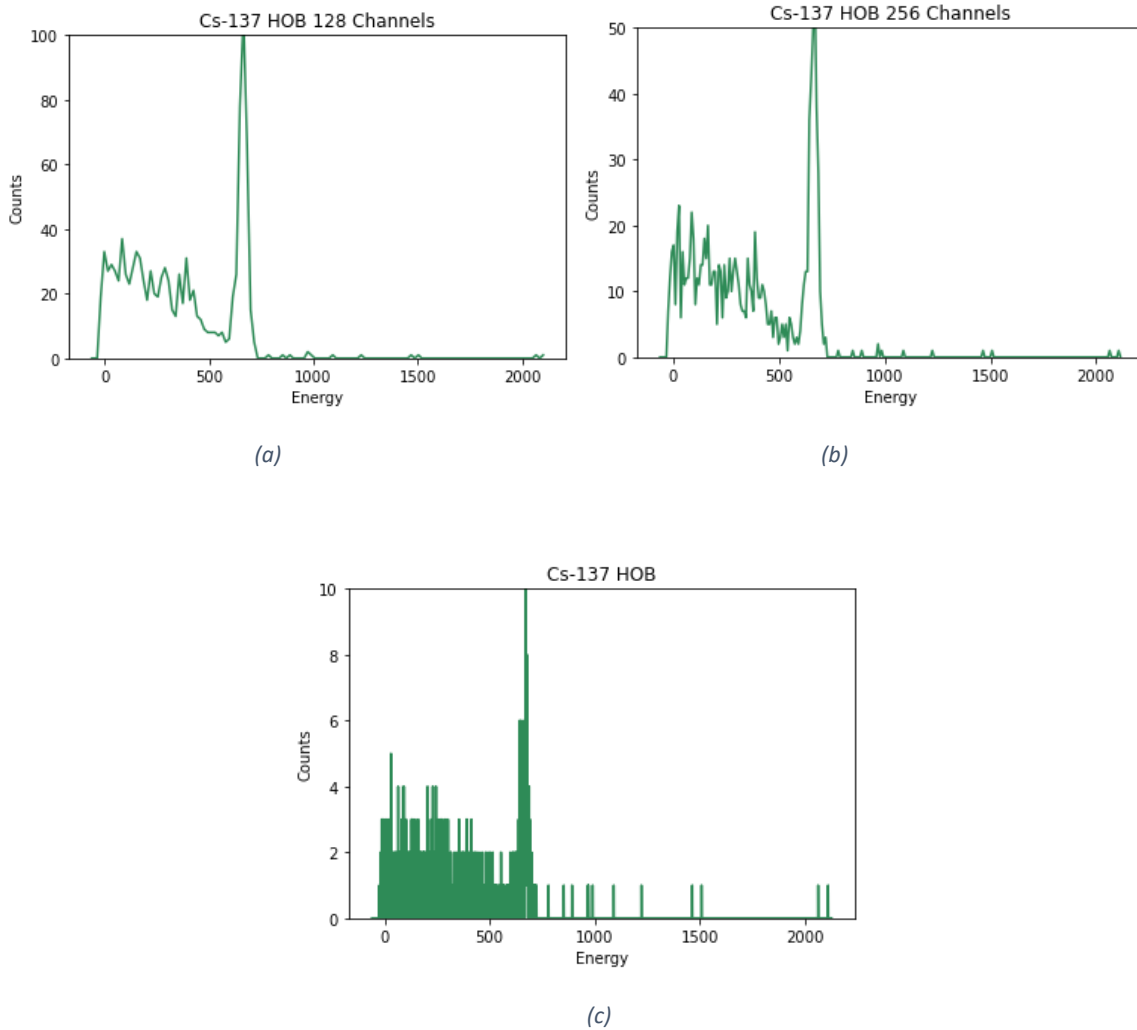 Cs-137 HOB 128 Channels
100
80
60
40
20
0
Counts
0 500 1000 1500 2000
Energy
(a)
Cs-137 HOB 256 Channels
50
40
30
20
10
0
Counts
0 500 1000 1500 2000
Energy
(b)
Cs-137 HOB
10
8
6
4
2
0
Counts
0 500 1000 1500 2000
Energy
(c)